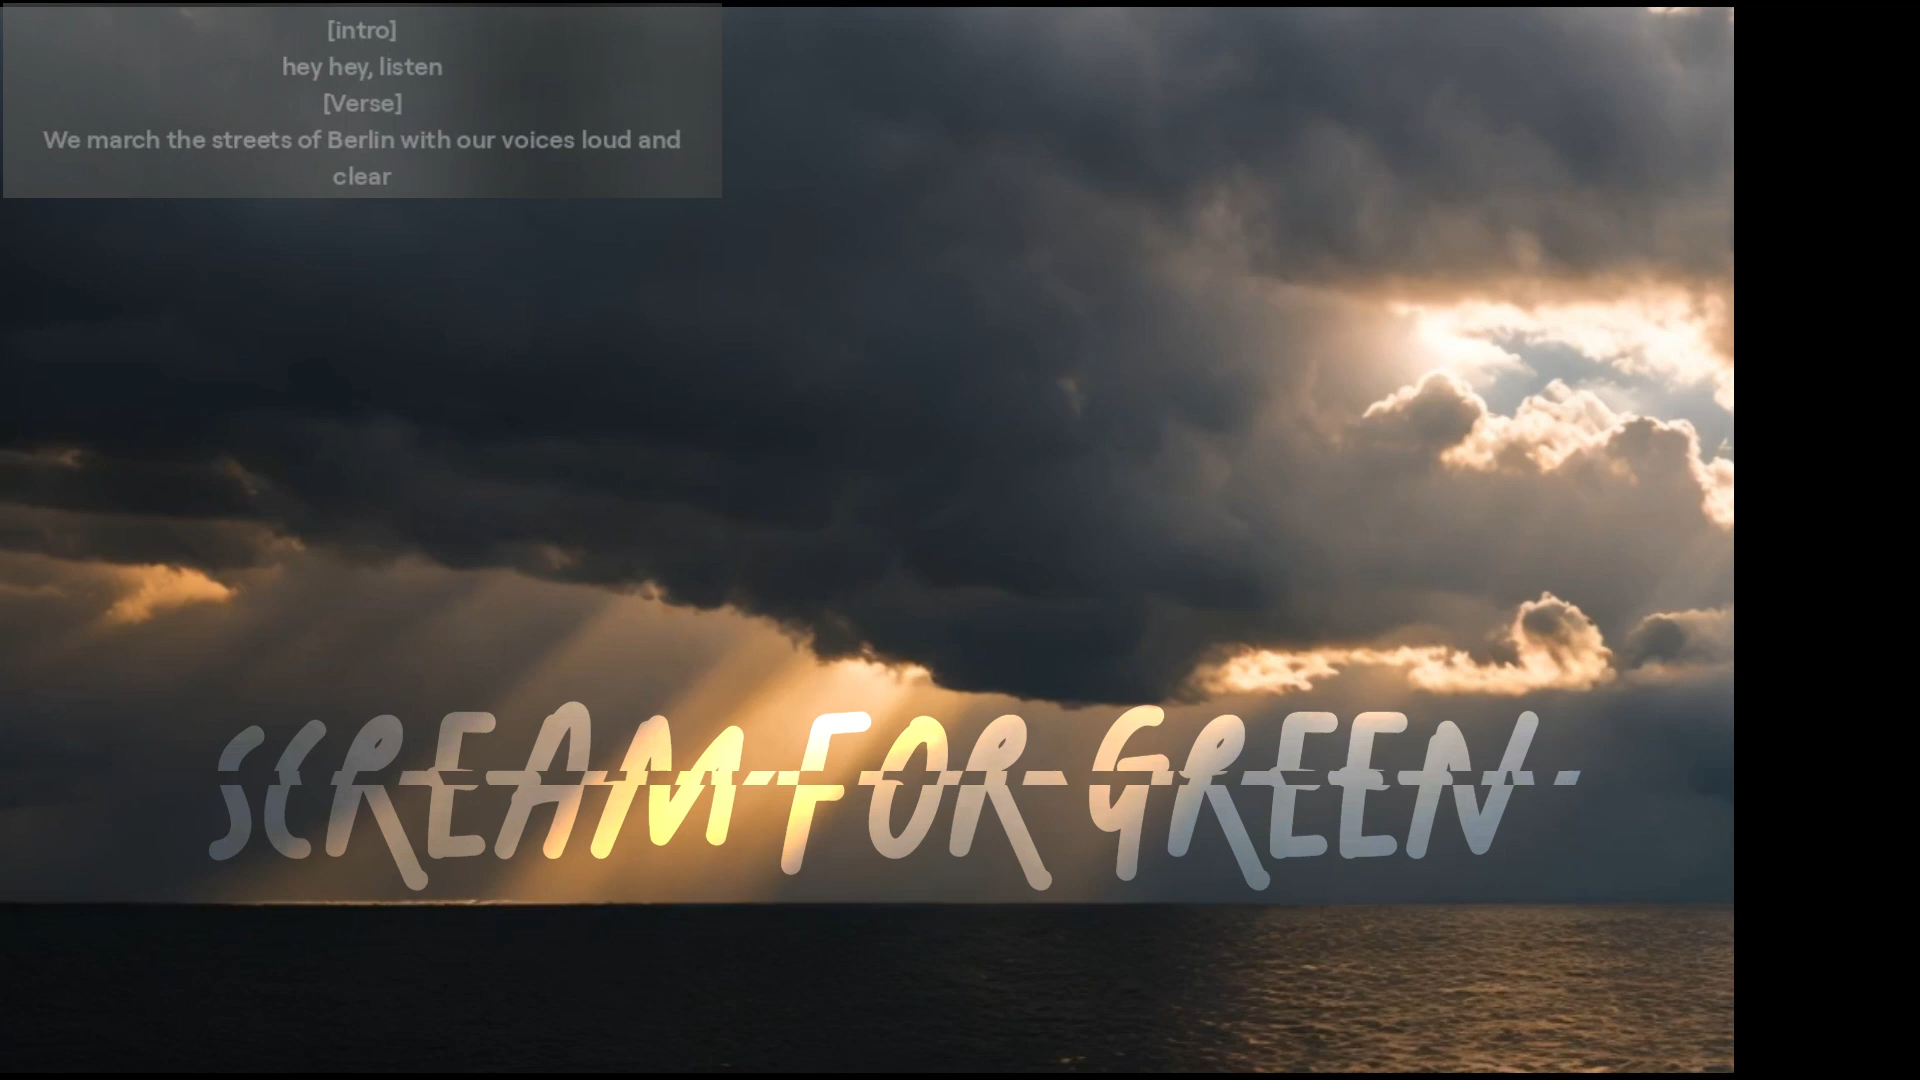 [intro]
hey hey, listen
[Verse]
We march the streets of Berlin with our voices loud and
clear
SCREAM FOR GREEN